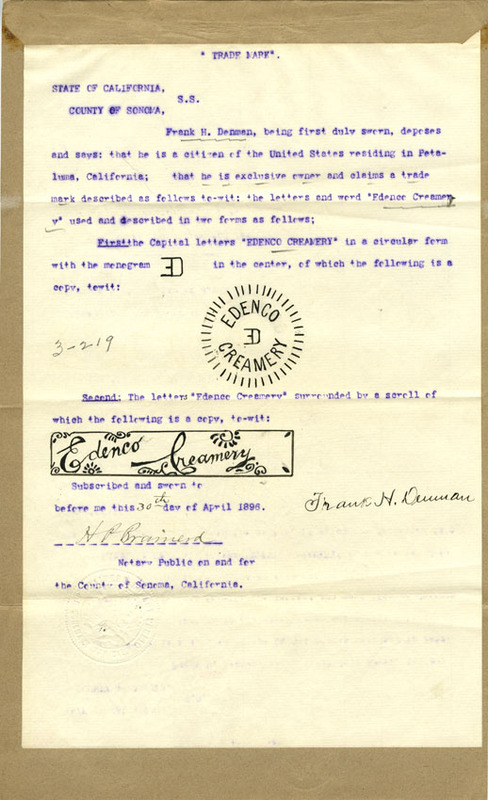 " TRADE MARK".
STATE OF CALIFORNIA,
S.S.
COUNTY OF SONOMA,
Frank H. Denman, being first duly sworn, deposes
and says: that he is a citizen of the United States residing in Peta-
luma, California; that he is exclusive owner and claims a trade
mark described as follows to-wit; the letters and word "Edenco Creamer-
y" used and described in two forms as follows;
Firstthe Capital letters "EDENCO CREAMERY" in a circular form
with the monogram ED in the center, of which the following is a
copy, towit:
EDENCO
ED
CREAMERY
3-219
Second: The letters "Edenco Creamery" surrounded by a scroll of
which the following is a copy, to-wit:
Edenco Creamery
Subscribed and sworn to
before me this 30th day of April 1896.
Frank H. Denman
H P Brainerd
Notary Public on and for
the County of Sonoma, California.